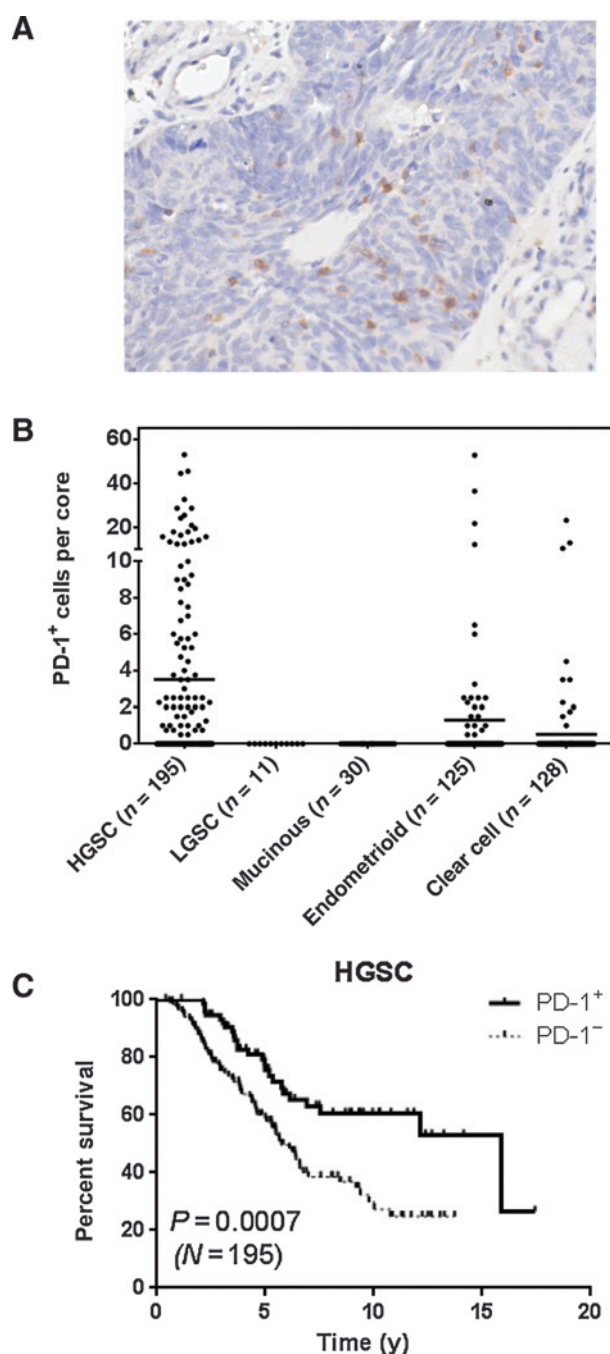 A
B
60
40
20
10
8
6
4
2
0
PD-1⁺ cells per core
HGSC (n = 195)
LGSC (n = 11)
Mucinous (n = 30)
Endometrioid (n = 125)
Clear cell (n = 128)
C
HGSC
100
80
60
40
20
0
Percent survival
PD-1⁺
PD-1⁻
P = 0.0007
(N = 195)
0
5
10
15
20
Time (y)